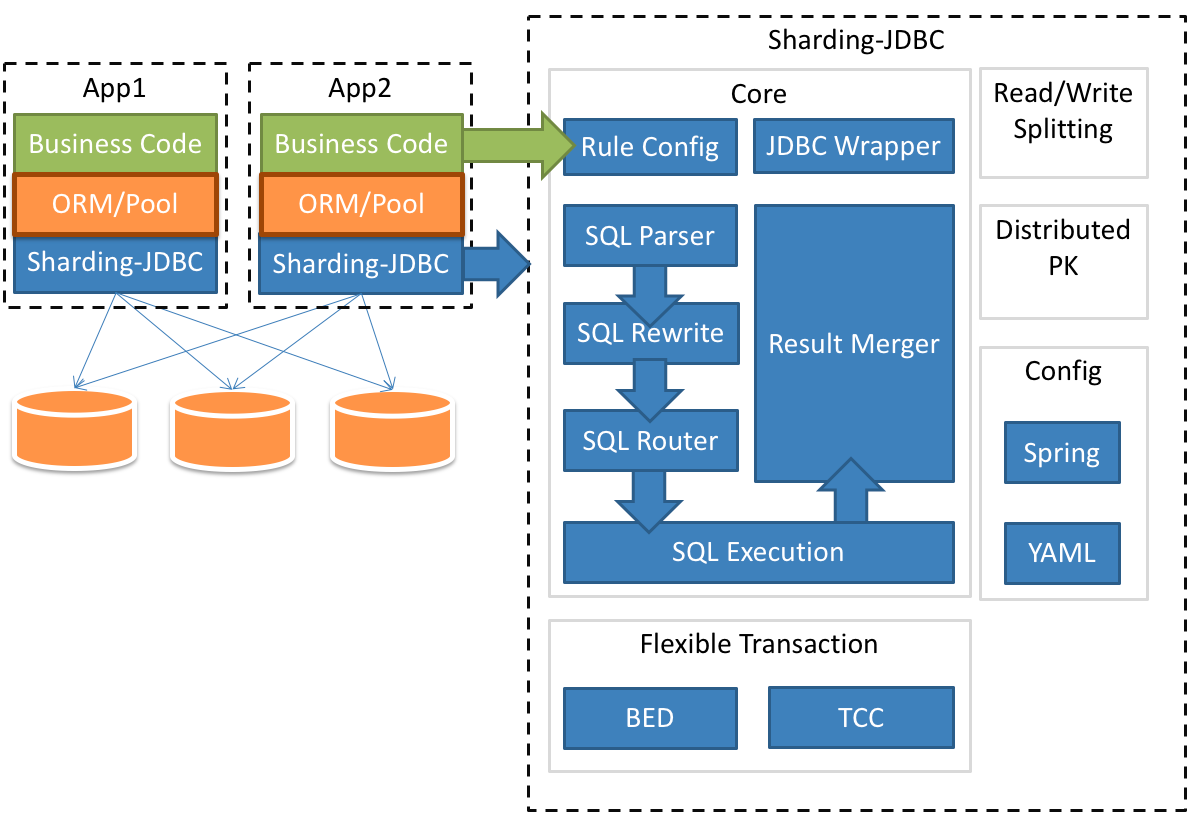 App1
Business Code
ORM/Pool
Sharding-JDBC
App2
Business Code
ORM/Pool
Sharding-JDBC
Sharding-JDBC
Core
Rule Config
JDBC Wrapper
SQL Parser
SQL Rewrite
SQL Router
Result Merger
SQL Execution
Read/Write
Splitting
Distributed
PK
Config
Spring
YAML
Flexible Transaction
BED
TCC